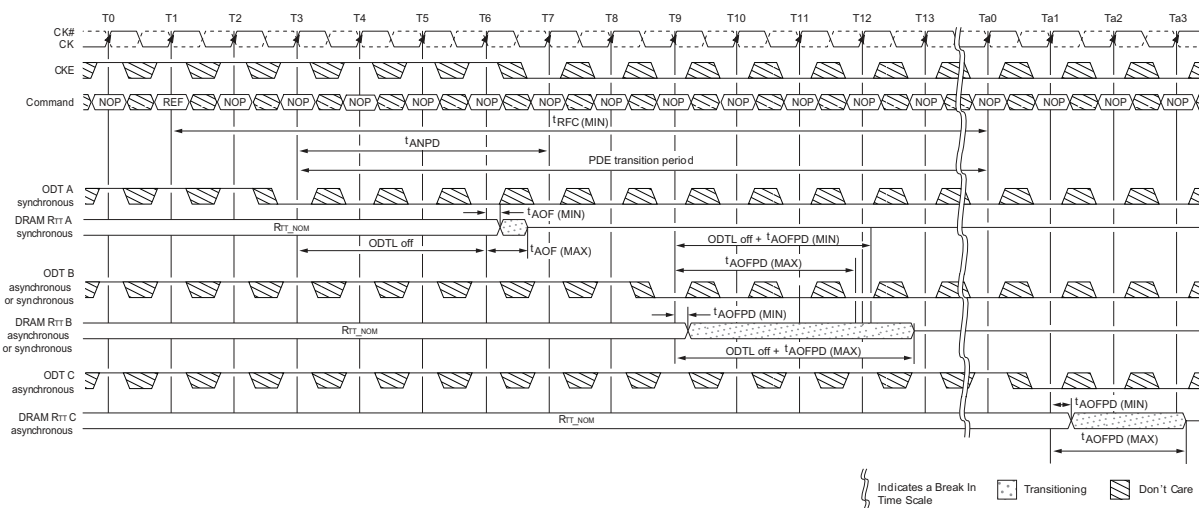 T0 T1 T2 T3 T4 T5 T6 T7 T8 T9 T10 T11 T12 T13 Ta0 Ta1 Ta2 Ta3
CK#
CK
CKE
Command NOP REF NOP NOP NOP NOP NOP NOP NOP NOP NOP NOP NOP NOP NOP NOP NOP
tRFC (MIN)
tANPD
PDE transition period
ODT A
synchronous
tAOF (MIN)
DRAM RTT A
synchronous
RTT_NOM
ODTL off
tAOF (MAX)
ODTL off + tAOFPD (MIN)
tAOFPD (MAX)
ODT B
asynchronous
or synchronous
tAOFPD (MIN)
DRAM RTT B
asynchronous
or synchronous
RTT_NOM
ODTL off + tAOFPD (MAX)
ODT C
asynchronous
tAOFPD (MIN)
DRAM RTT C
asynchronous
RTT_NOM
tAOFPD (MAX)
Indicates a Break In
Time Scale
Transitioning
Don't Care